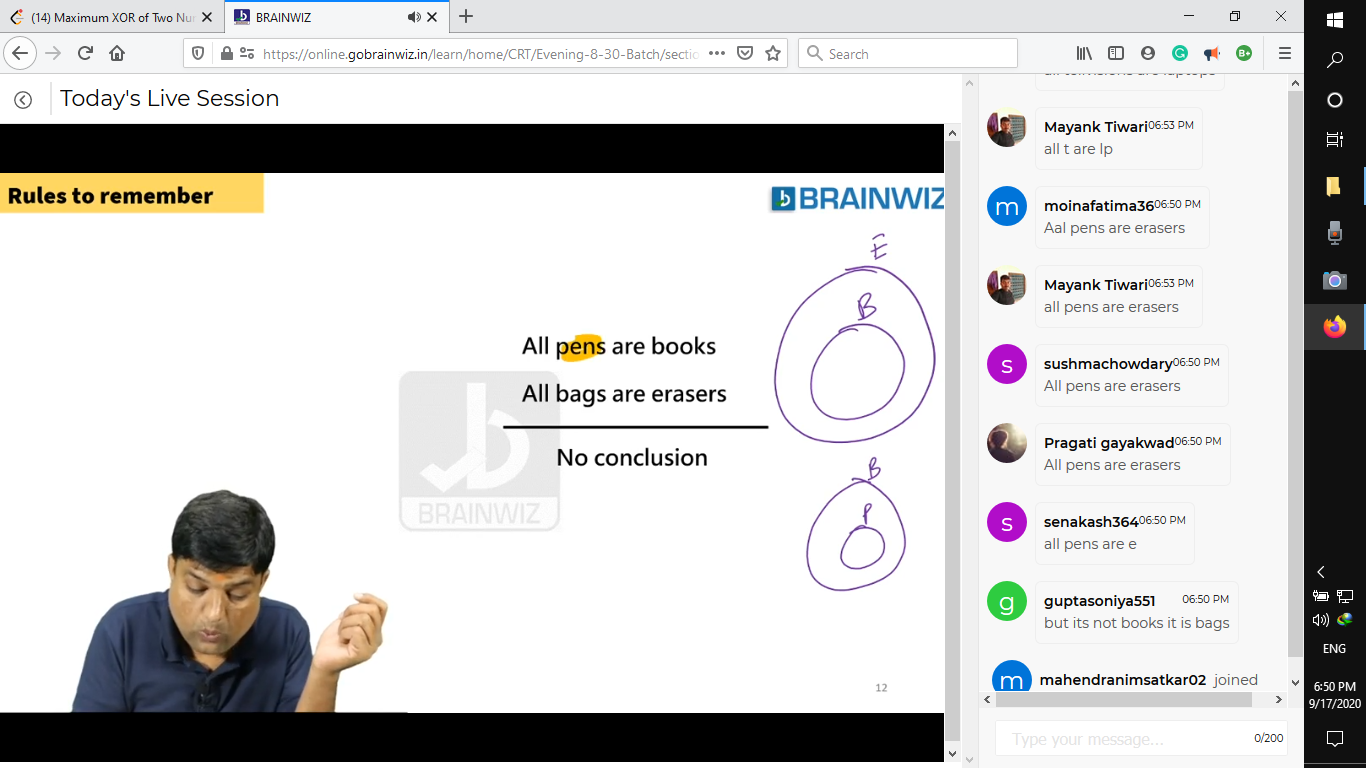 (14) Maximum XOR of Two Nu
BRAINWIZ
https://online.gobrainwiz.in/learn/home/CRT/Evening-8-30-Batch/sectio
Search
Today's Live Session
Rules to remember
BRAINWIZ
E
B
All pens are books
All bags are erasers
No conclusion
BRAINWIZ
B
P
12
all telivisions are laptops
Mayank Tiwari 06:53 PM
all t are lp
m
moinafatima36 06:50 PM
Aal pens are erasers
Mayank Tiwari 06:53 PM
all pens are erasers
s
sushmachowdary 06:50 PM
All pens are erasers
Pragati gayakwad 06:50 PM
All pens are erasers
s
senakash364 06:50 PM
all pens are e
g
guptasoniya551 06:50 PM
but its not books it is bags
m
mahendranimsatkar02 joined
Type your message...
0/200
B+
ENG
6:50 PM
9/17/2020